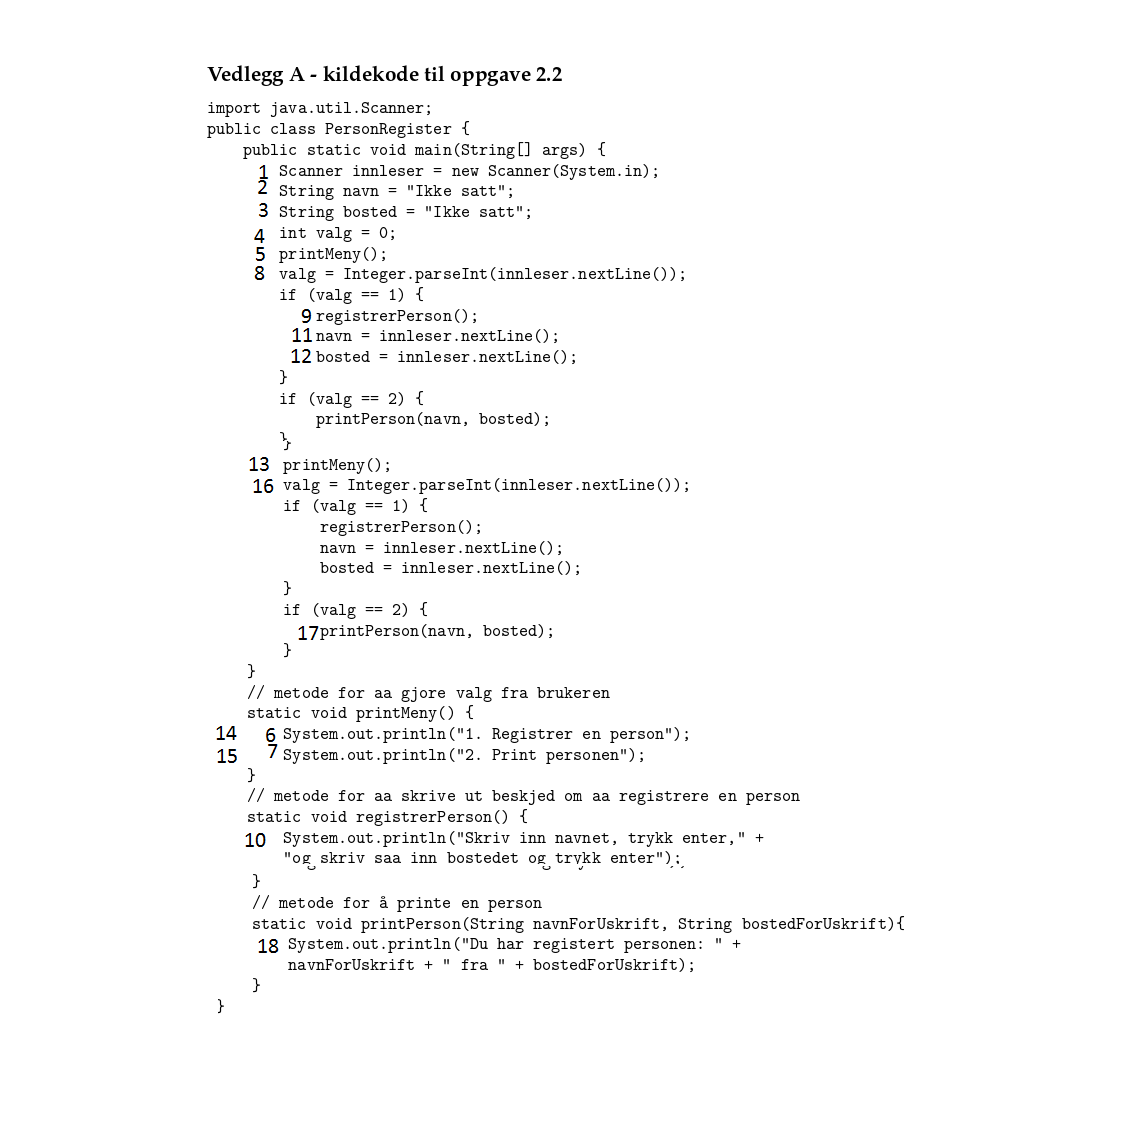 Vedlegg A - kildekode til oppgave 2.2
import java.util.Scanner;
public class PersonRegister {
public static void main(String[] args) {
1 Scanner innleser = new Scanner(System.in);
2 String navn = "Ikke satt";
3 String bosted = "Ikke satt";
4 int valg = 0;
5 printMeny();
8 valg = Integer.parseInt(innleser.nextLine());
if (valg == 1) {
9 registrerPerson();
11 navn = innleser.nextLine();
12 bosted = innleser.nextLine();
}
if (valg == 2) {
printPerson(navn, bosted);
}
13 printMeny();
16 valg = Integer.parseInt(innleser.nextLine());
if (valg == 1) {
registrerPerson();
navn = innleser.nextLine();
bosted = innleser.nextLine();
}
if (valg == 2) {
17 printPerson(navn, bosted);
}
}
// metode for aa gjore valg fra brukeren
static void printMeny() {
14 6 System.out.println("1. Registrer en person");
15 7 System.out.println("2. Print personen");
}
// metode for aa skrive ut beskjed om aa registrere en person
static void registrerPerson() {
10 System.out.println("Skriv inn navnet, trykk enter," +
"og skriv saa inn bostedet og trykk enter");
}
// metode for å printe en person
static void printPerson(String navnForUskrift, String bostedForUskrift){
18 System.out.println("Du har registert personen: " +
navnForUskrift + " fra " + bostedForUskrift);
}
}